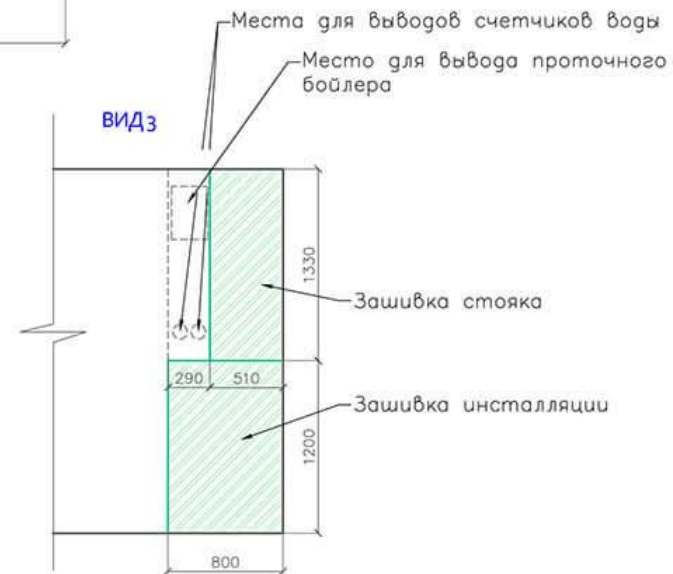 Места для выводов счетчиков воды
Место для вывода проточного
бойлера
ВИД3
1330
Зашивка стояка
290
510
Зашивка инсталляции
1200
800